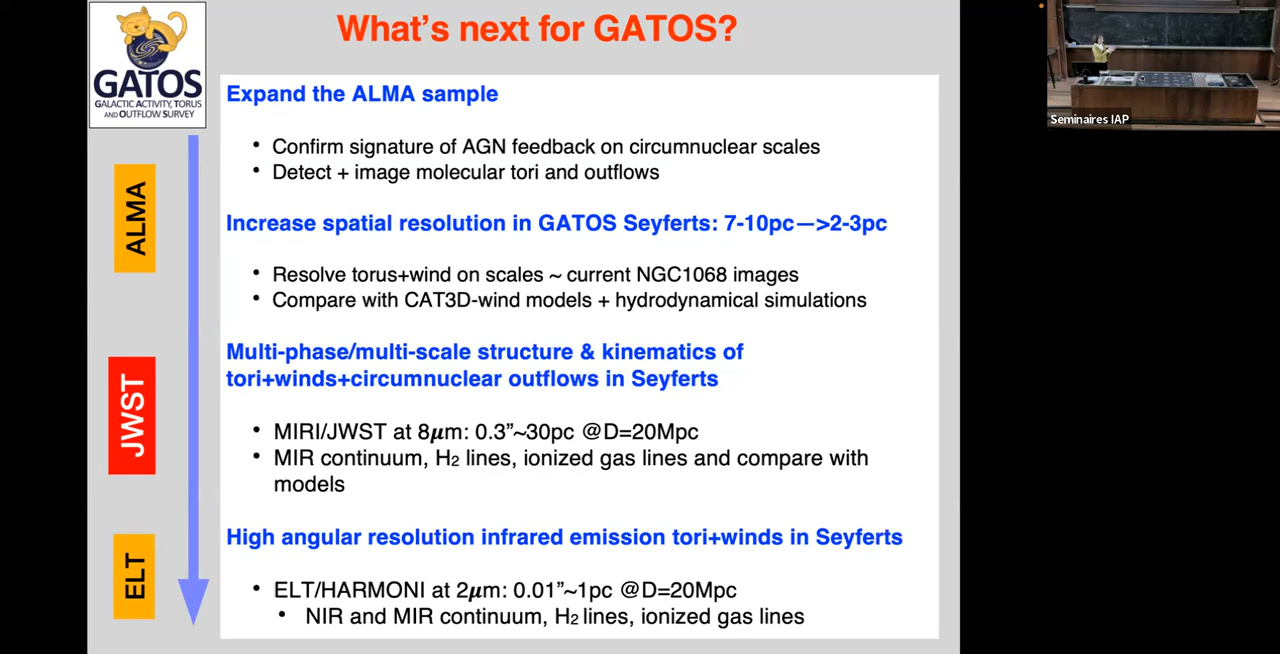 What's next for GATOS?
GATOS
GALACTIC ACTIVITY, TORUS
AND OUTFLOW SURVEY
Expand the ALMA sample
• Confirm signature of AGN feedback on circumnuclear scales
• Detect + image molecular tori and outflows
ALMA
Increase spatial resolution in GATOS Seyferts: 7-10pc—>2-3pc
• Resolve torus+wind on scales ~ current NGC1068 images
• Compare with CAT3D-wind models + hydrodynamical simulations
Multi-phase/multi-scale structure & kinematics of
tori+winds+circumnuclear outflows in Seyferts
JWST
• MIRI/JWST at 8𝝁m: 0.3”~30pc @D=20Mpc
• MIR continuum, H₂ lines, ionized gas lines and compare with
models
High angular resolution infrared emission tori+winds in Seyferts
ELT
• ELT/HARMONI at 2𝝁m: 0.01”~1pc @D=20Mpc
• NIR and MIR continuum, H₂ lines, ionized gas lines
Seminaires IAP